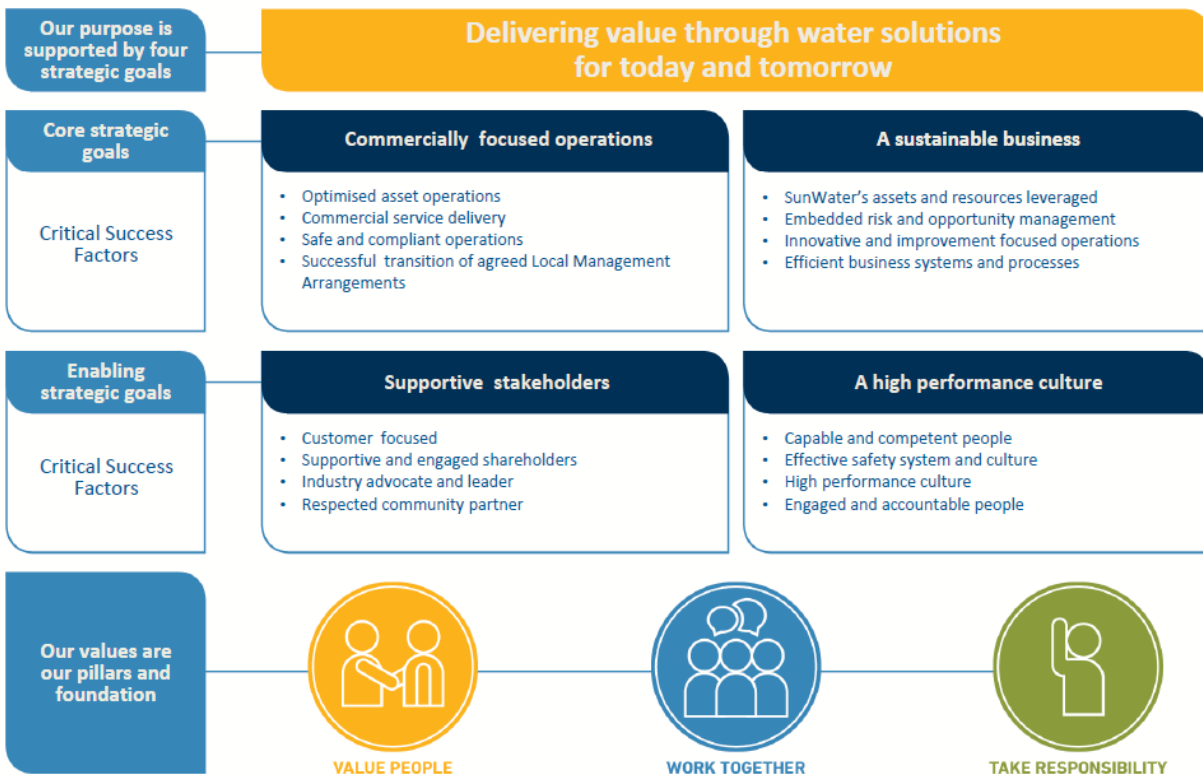 Our purpose is
supported by four
strategic goals
Delivering value through water solutions
for today and tomorrow
Core strategic
goals
Critical Success
Factors
Commercially focused operations
• Optimised asset operations
• Commercial service delivery
• Safe and compliant operations
• Successful transition of agreed Local Management
Arrangements
A sustainable business
• SunWater's assets and resources leveraged
• Embedded risk and opportunity management
• Innovative and improvement focused operations
• Efficient business systems and processes
Enabling
strategic goals
Critical Success
Factors
Supportive stakeholders
• Customer focused
• Supportive and engaged shareholders
• Industry advocate and leader
• Respected community partner
A high performance culture
• Capable and competent people
• Effective safety system and culture
• High performance culture
• Engaged and accountable people
Our values are
our pillars and
foundation
VALUE PEOPLE
WORK TOGETHER
TAKE RESPONSIBILITY